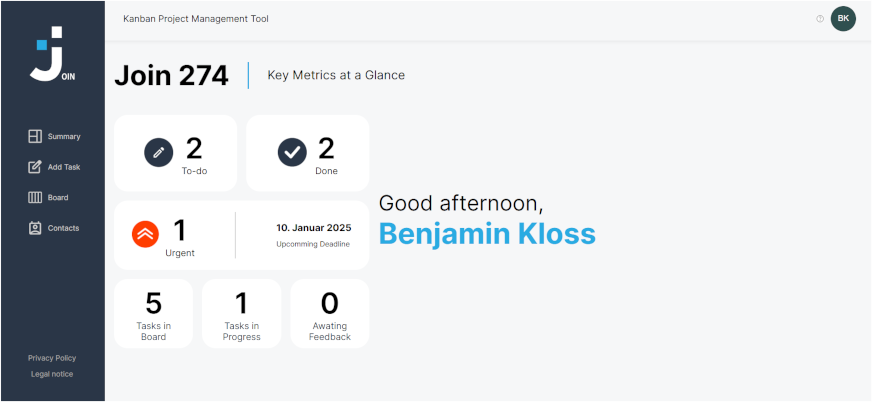 Kanban Project Management Tool
BK
Join
Summary
Add Task
Board
Contacts
Privacy Policy
Legal notice
Join 274
Key Metrics at a Glance
2
To-do
2
Done
1
Urgent
10. Januar 2025
Upcomming Deadline
5
Tasks in
Board
1
Tasks in
Progress
0
Awating
Feedback
Good afternoon,
Benjamin Kloss